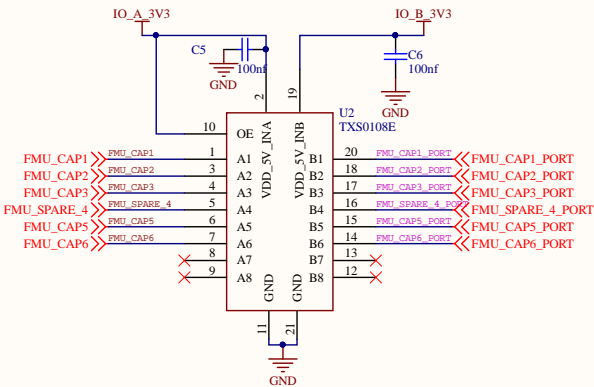 IO_A_3V3
IO_B_3V3
C5
100nf
GND
C6
100nf
GND
2
19
U2
TXS0108E
VDD_5V_INA
VDD_5V_INB
10 OE
FMU_CAP1 FMU_CAP1 1 A1 B1 20 FMU_CAP1_PORT FMU_CAP1_PORT
FMU_CAP2 FMU_CAP2 3 A2 B2 18 FMU_CAP2_PORT FMU_CAP2_PORT
FMU_CAP3 FMU_CAP3 4 A3 B3 17 FMU_CAP3_PORT FMU_CAP3_PORT
FMU_SPARE_4 FMU_SPARE_4 5 A4 B4 16 FMU_SPARE_4_PORT FMU_SPARE_4_PORT
FMU_CAP5 FMU_CAP5 6 A5 B5 15 FMU_CAP5_PORT FMU_CAP5_PORT
FMU_CAP6 FMU_CAP6 7 A6 B6 14 FMU_CAP6_PORT FMU_CAP6_PORT
8 A7 B7 13
9 A8 B8 12
GND GND
11 21
GND